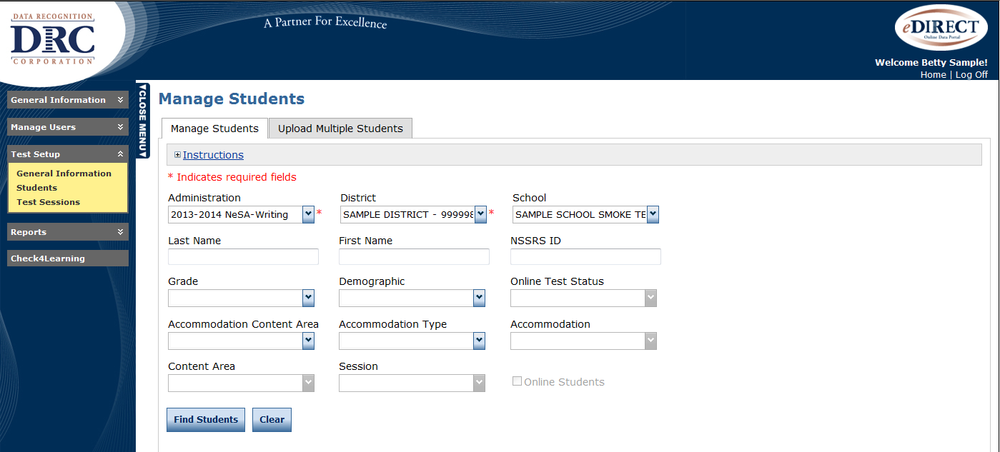 DATA RECOGNITION
DRC
CORPORATION
A Partner For Excellence
eDIRECT
Online Data Portal
Welcome Betty Sample!
Home | Log Off
General Information
Manage Users
Test Setup
General Information
Students
Test Sessions
Reports
Check4Learning
CLOSE MENU
Manage Students
Manage Students Upload Multiple Students
Instructions
* Indicates required fields
Administration District School
2013-2014 NeSA-Writing * SAMPLE DISTRICT - 999998 * SAMPLE SCHOOL SMOKE TE
Last Name First Name NSSRS ID
Grade Demographic Online Test Status
Accommodation Content Area Accommodation Type Accommodation
Content Area Session
Online Students
Find Students Clear